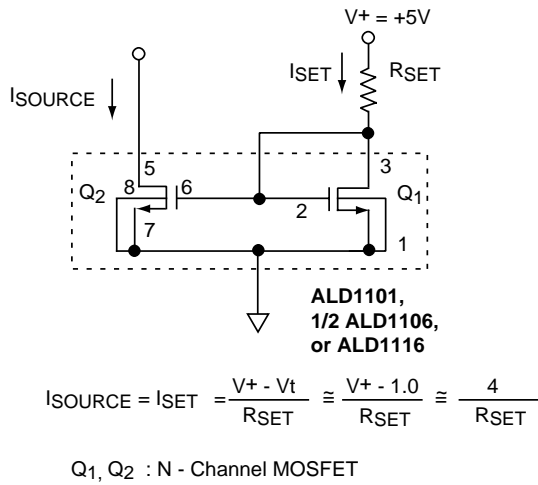 V+ = +5V
ISOURCE
ISET
RSET
5
3
Q2
8
6
2
Q1
7
1
ALD1101,
1/2 ALD1106,
or ALD1116
ISOURCE = ISET = V+ - Vt / RSET ≅ V+ - 1.0 / RSET ≅ 4 / RSET
Q1, Q2 : N - Channel MOSFET